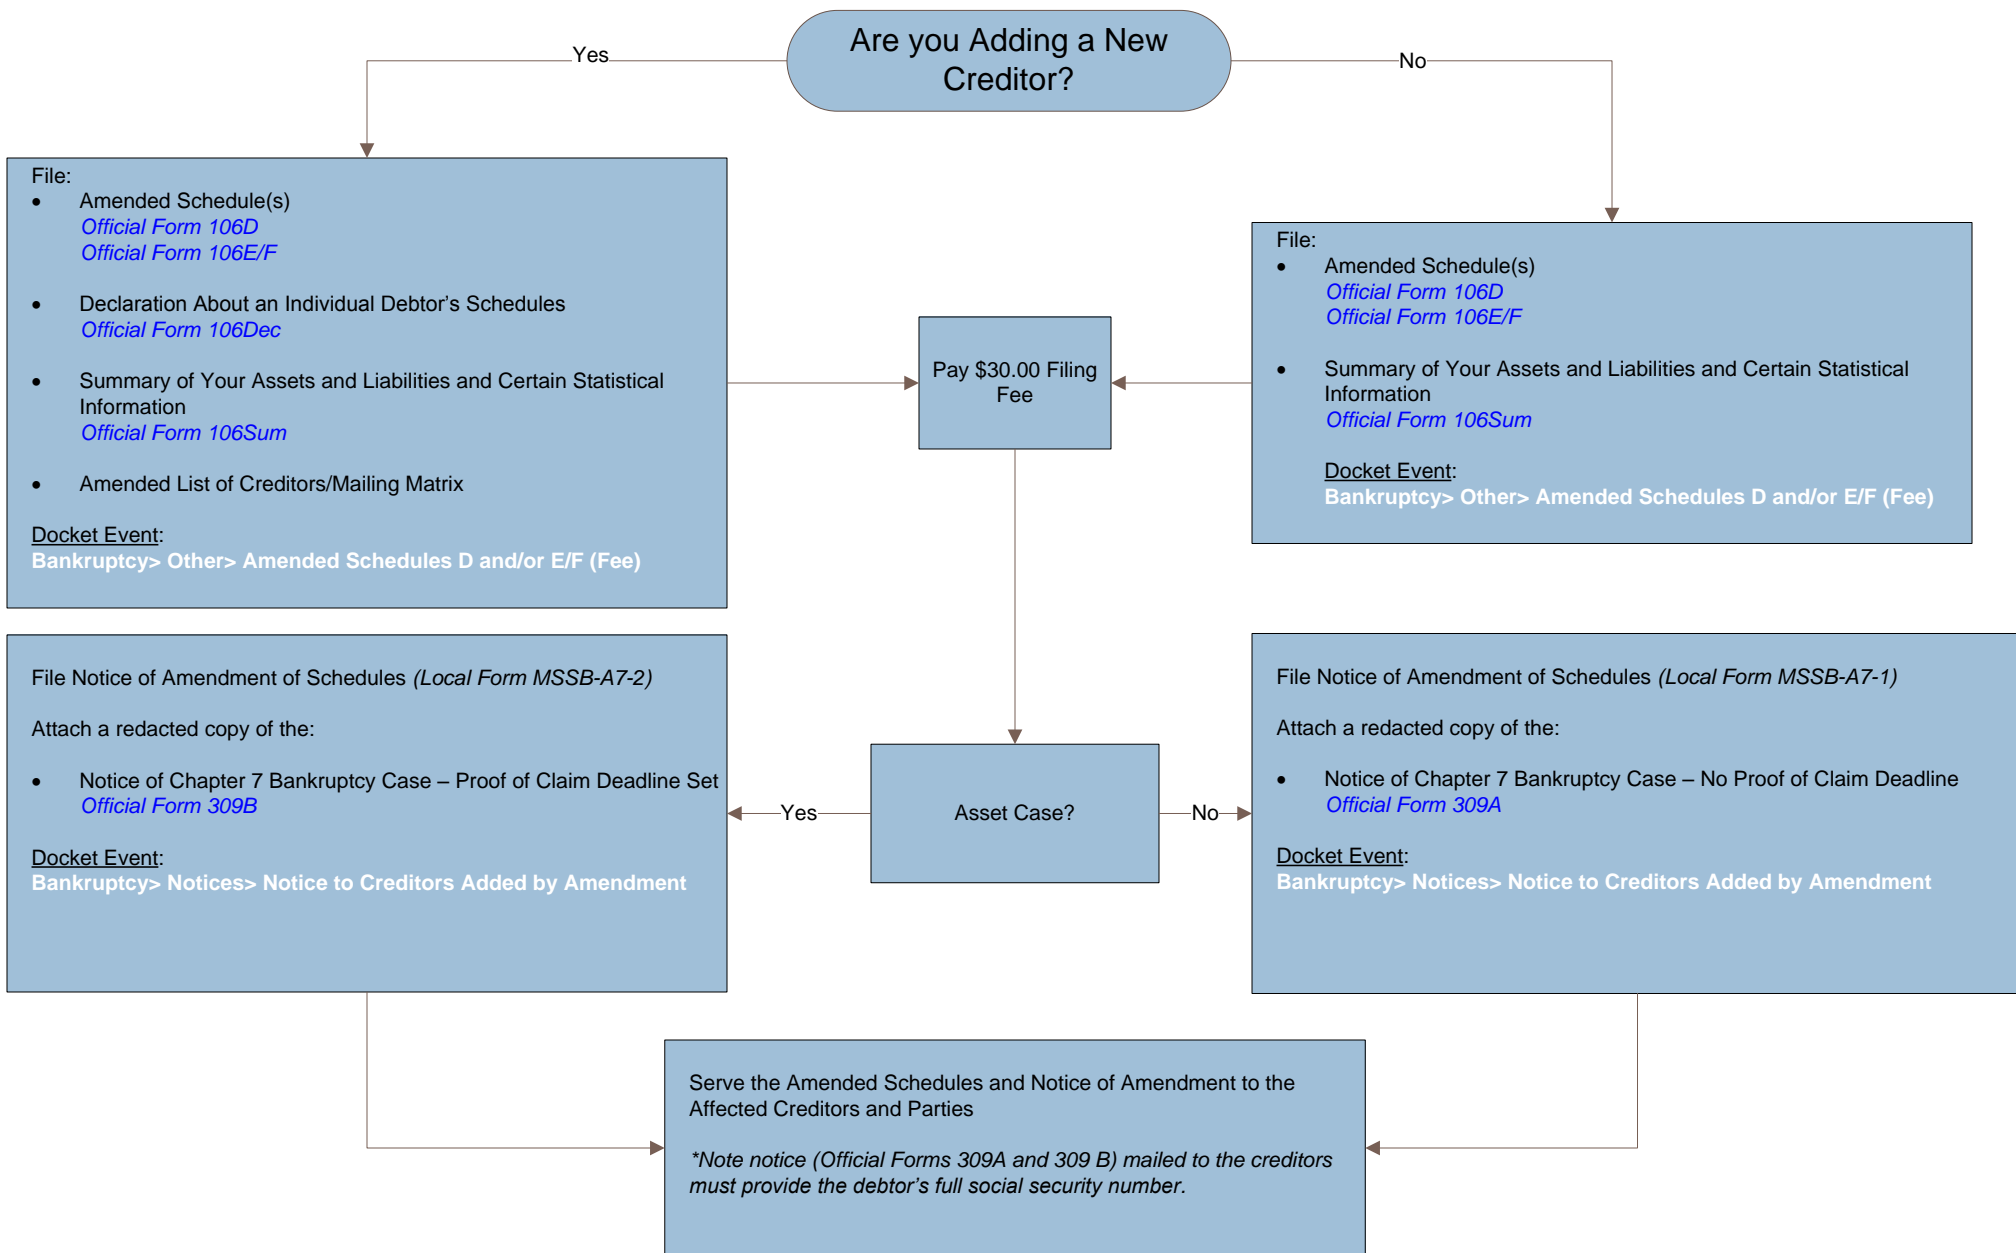 Are you Adding a New
Creditor?
Yes
No
File:
• Amended Schedule(s)
Official Form 106D
Official Form 106E/F
• Declaration About an Individual Debtor’s Schedules
Official Form 106Dec
• Summary of Your Assets and Liabilities and Certain Statistical
Information
Official Form 106Sum
• Amended List of Creditors/Mailing Matrix
Docket Event:
Bankruptcy> Other> Amended Schedules D and/or E/F (Fee)
Pay $30.00 Filing
Fee
File:
• Amended Schedule(s)
Official Form 106D
Official Form 106E/F
• Summary of Your Assets and Liabilities and Certain Statistical
Information
Official Form 106Sum
Docket Event:
Bankruptcy> Other> Amended Schedules D and/or E/F (Fee)
File Notice of Amendment of Schedules (Local Form MSSB-A7-2)
Attach a redacted copy of the:
• Notice of Chapter 7 Bankruptcy Case – Proof of Claim Deadline Set
Official Form 309B
Docket Event:
Bankruptcy> Notices> Notice to Creditors Added by Amendment
Yes
Asset Case?
No
File Notice of Amendment of Schedules (Local Form MSSB-A7-1)
Attach a redacted copy of the:
• Notice of Chapter 7 Bankruptcy Case – No Proof of Claim Deadline
Official Form 309A
Docket Event:
Bankruptcy> Notices> Notice to Creditors Added by Amendment
Serve the Amended Schedules and Notice of Amendment to the
Affected Creditors and Parties
*Note notice (Official Forms 309A and 309 B) mailed to the creditors
must provide the debtor’s full social security number.